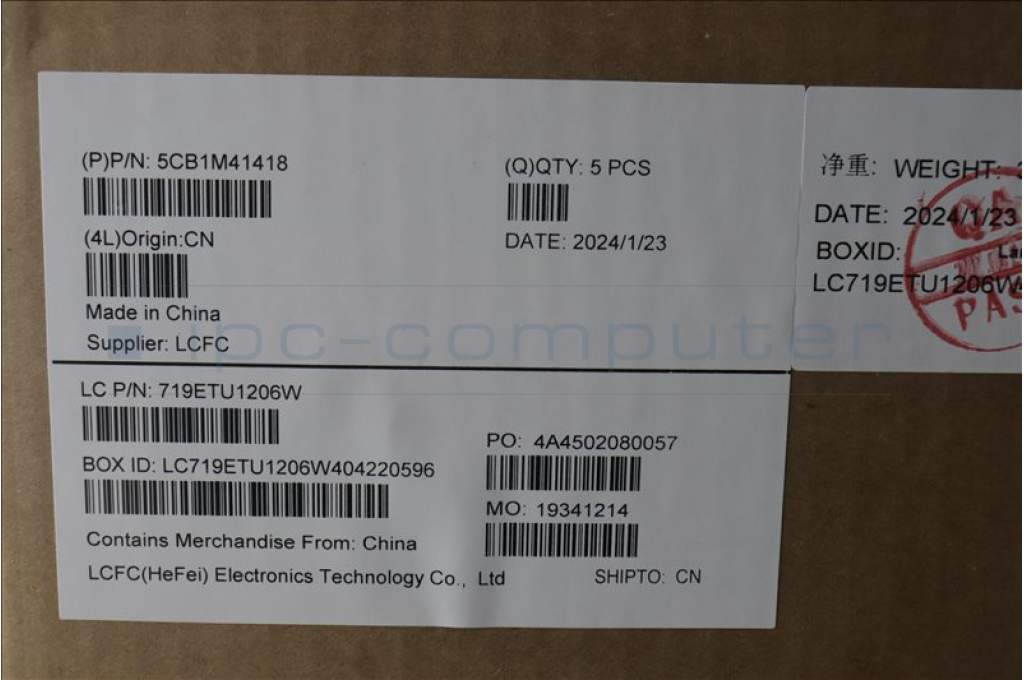 (P)P/N: 5CB1M41418
(Q)QTY: 5 PCS
(4L)Origin:CN
DATE: 2024/1/23
Made in China
Supplier: LCFC
净重: WEIGHT:
DATE: 2024/1/23
BOXID:
LC719ETU1206W
PAS
ipc-computer
LC P/N: 719ETU1206W
PO: 4A4502080057
BOX ID: LC719ETU1206W404220596
MO: 19341214
Contains Merchandise From: China
LCFC(HeFei) Electronics Technology Co., Ltd
SHIPTO: CN